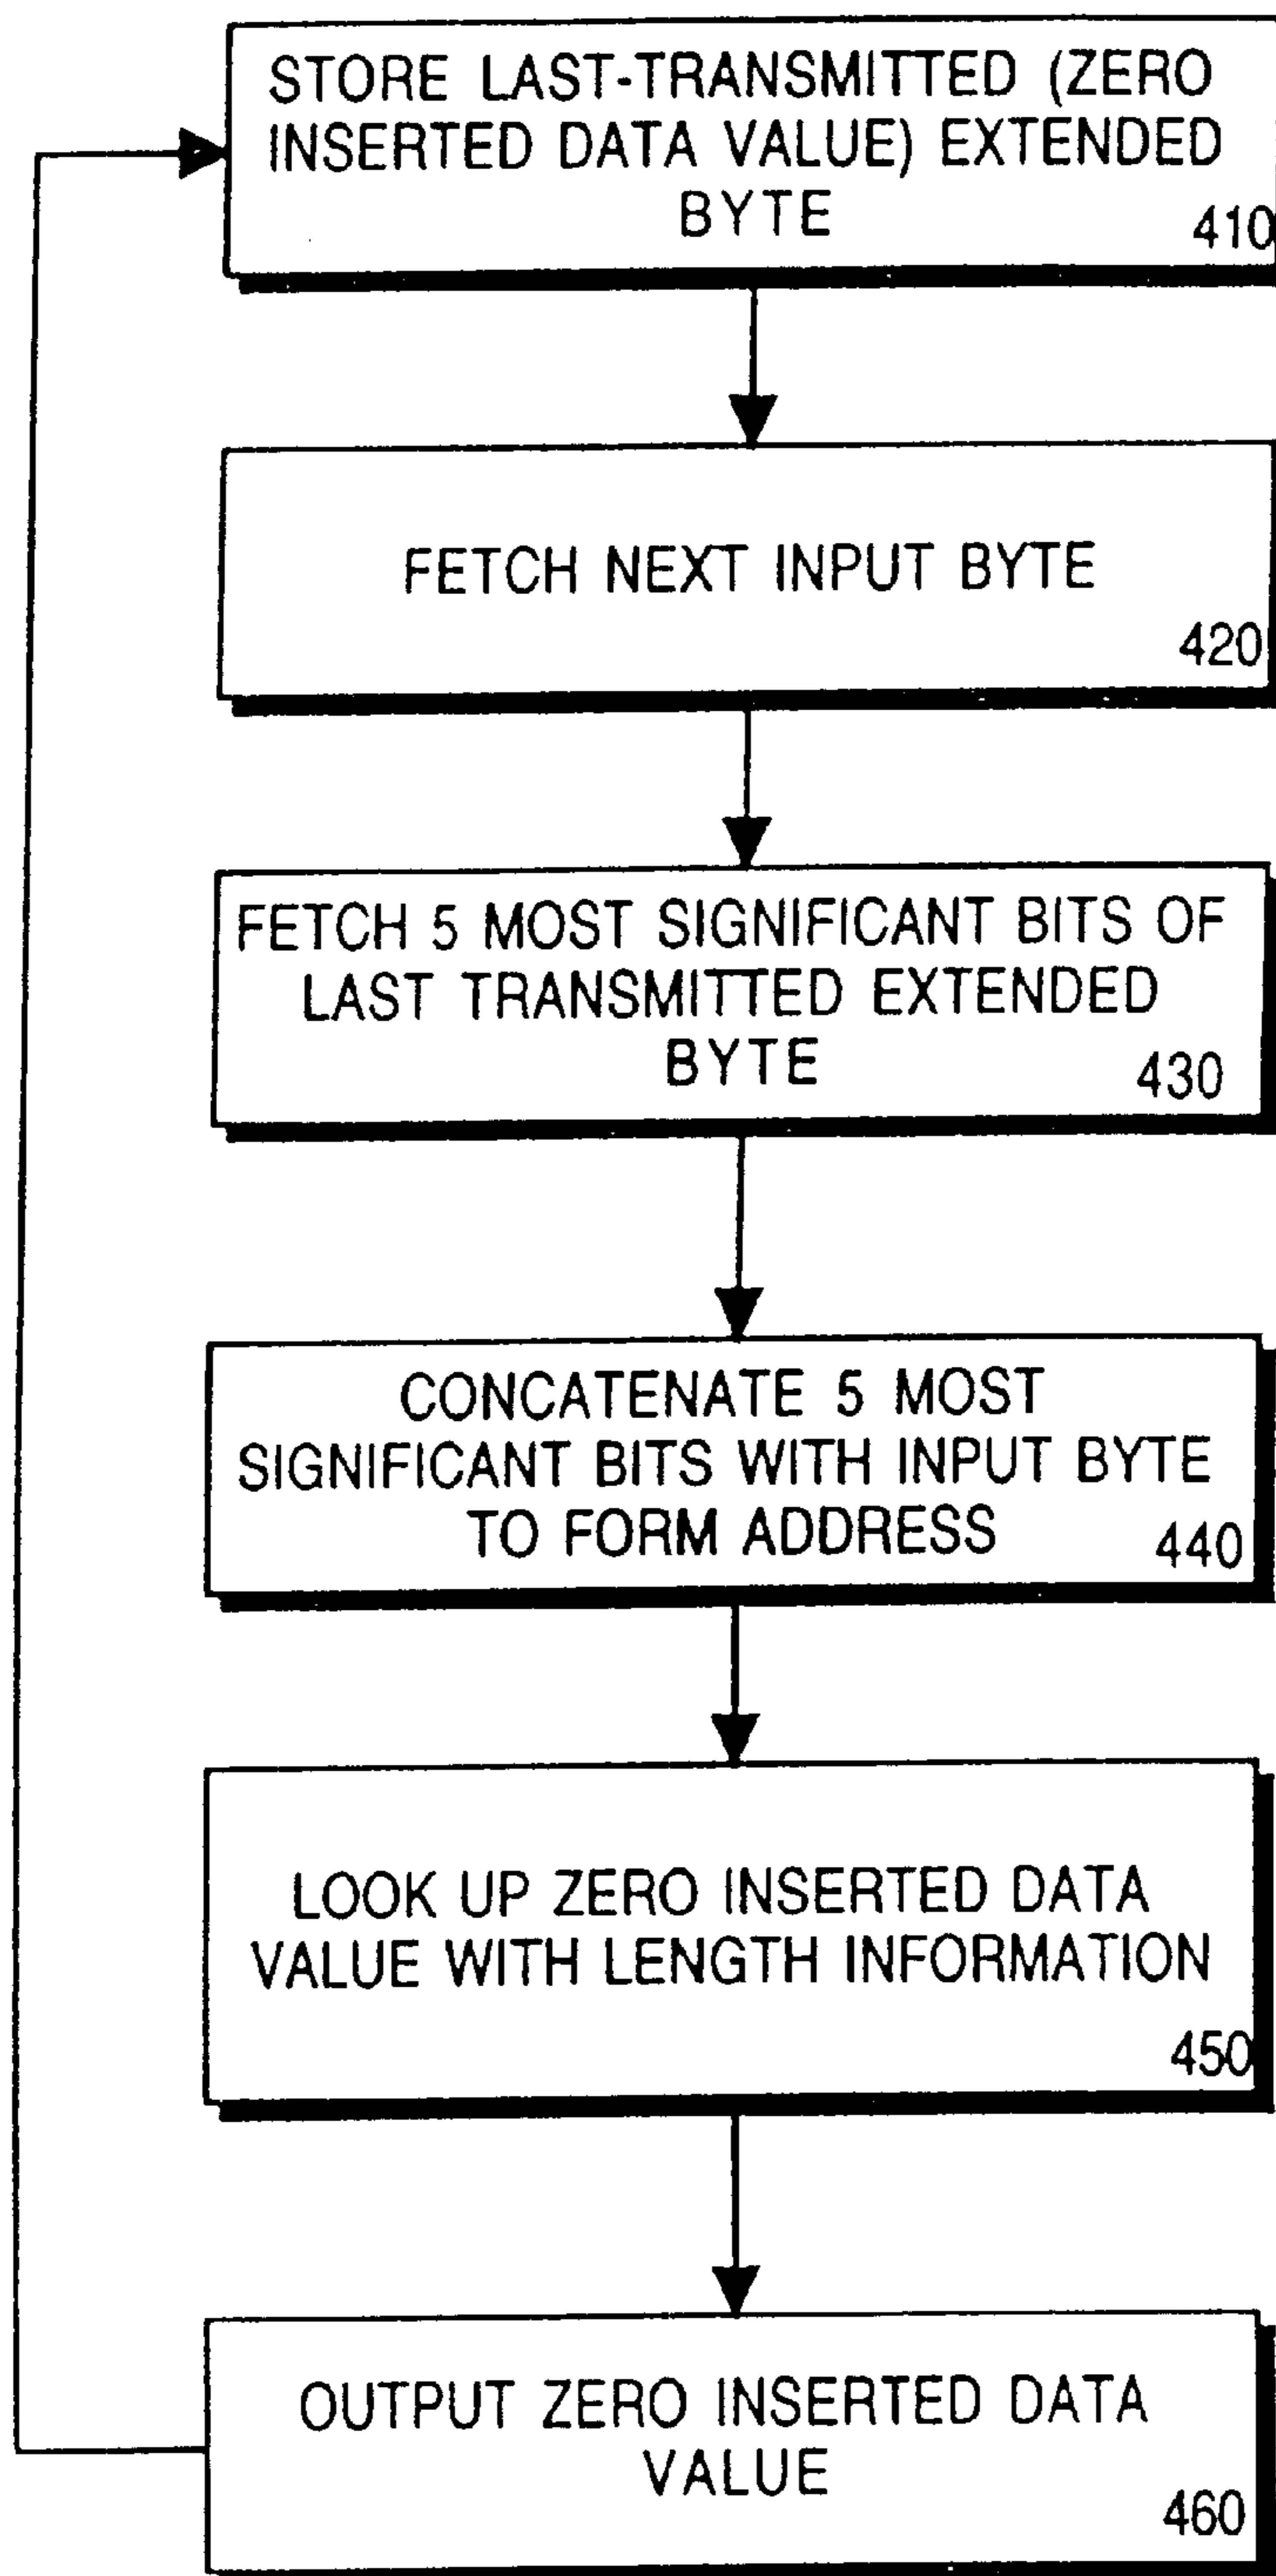 STORE LAST-TRANSMITTED (ZERO
INSERTED DATA VALUE) EXTENDED
BYTE
410
FETCH NEXT INPUT BYTE
420
FETCH 5 MOST SIGNIFICANT BITS OF
LAST TRANSMITTED EXTENDED
BYTE
430
CONCATENATE 5 MOST
SIGNIFICANT BITS WITH INPUT BYTE
TO FORM ADDRESS
440
LOOK UP ZERO INSERTED DATA
VALUE WITH LENGTH INFORMATION
450
OUTPUT ZERO INSERTED DATA
VALUE
460